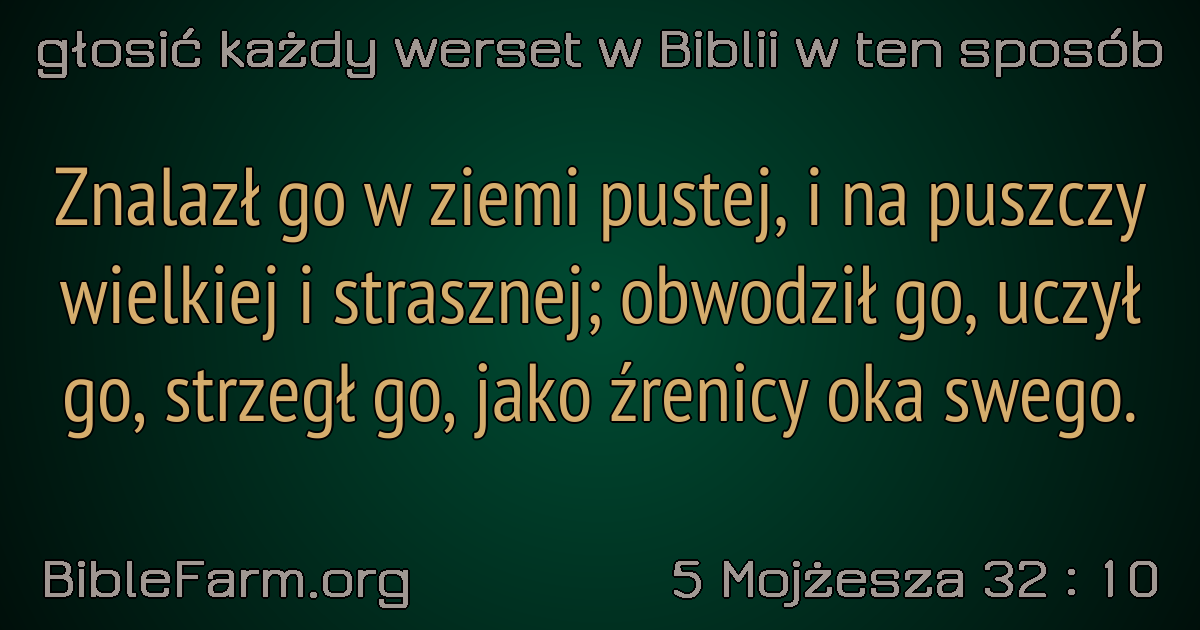 głosić każdy werset w Biblii w ten sposób
Znalazł go w ziemi pustej, i na puszczy
wielkiej i strasznej; obwodził go, uczył
go, strzegł go, jako źrenicy oka swego.
BibleFarm.org
5 Mojżesza 32 : 10